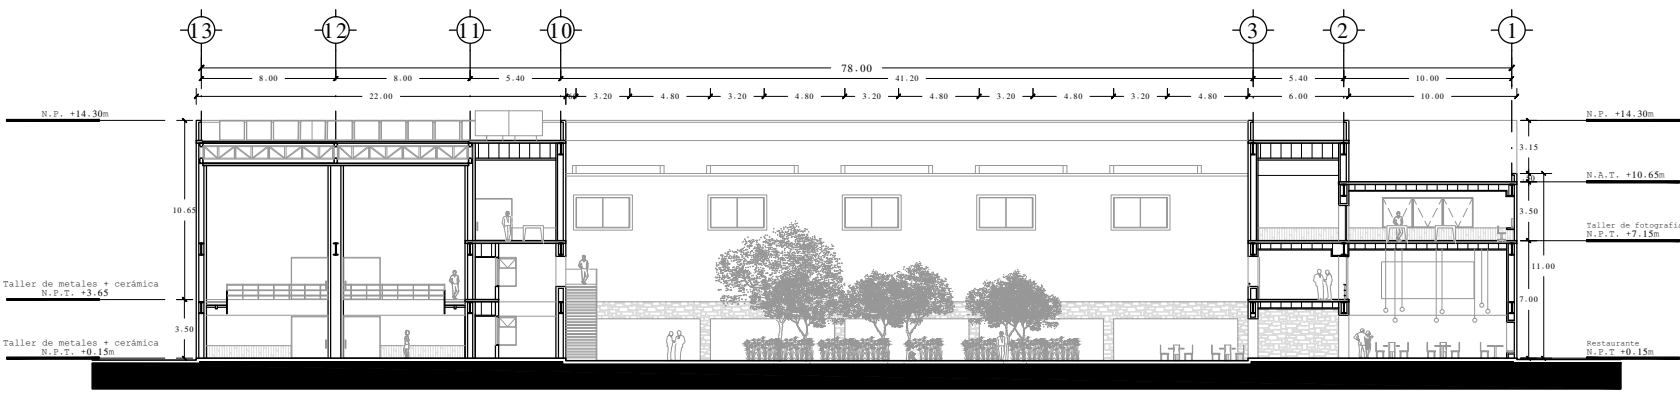 13 12 11 10 3 2 1
78.00
8.00 8.00 5.40 41.20 5.40 10.00
22.00 3.20 4.80 3.20 4.80 3.20 4.80 3.20 4.80 3.20 4.80 6.00 10.00
N.P. +14.30m
10.65
Taller de metales + cerámica
N.P.T. +3.65
3.50
Taller de metales + cerámica
N.P.T. +0.15m
N.P. +14.30m
3.15
N.A.T. +10.65m
3.50
Taller de fotografía
N.P.T. +7.15m
11.00
7.00
Restaurante
N.P.T +0.15m